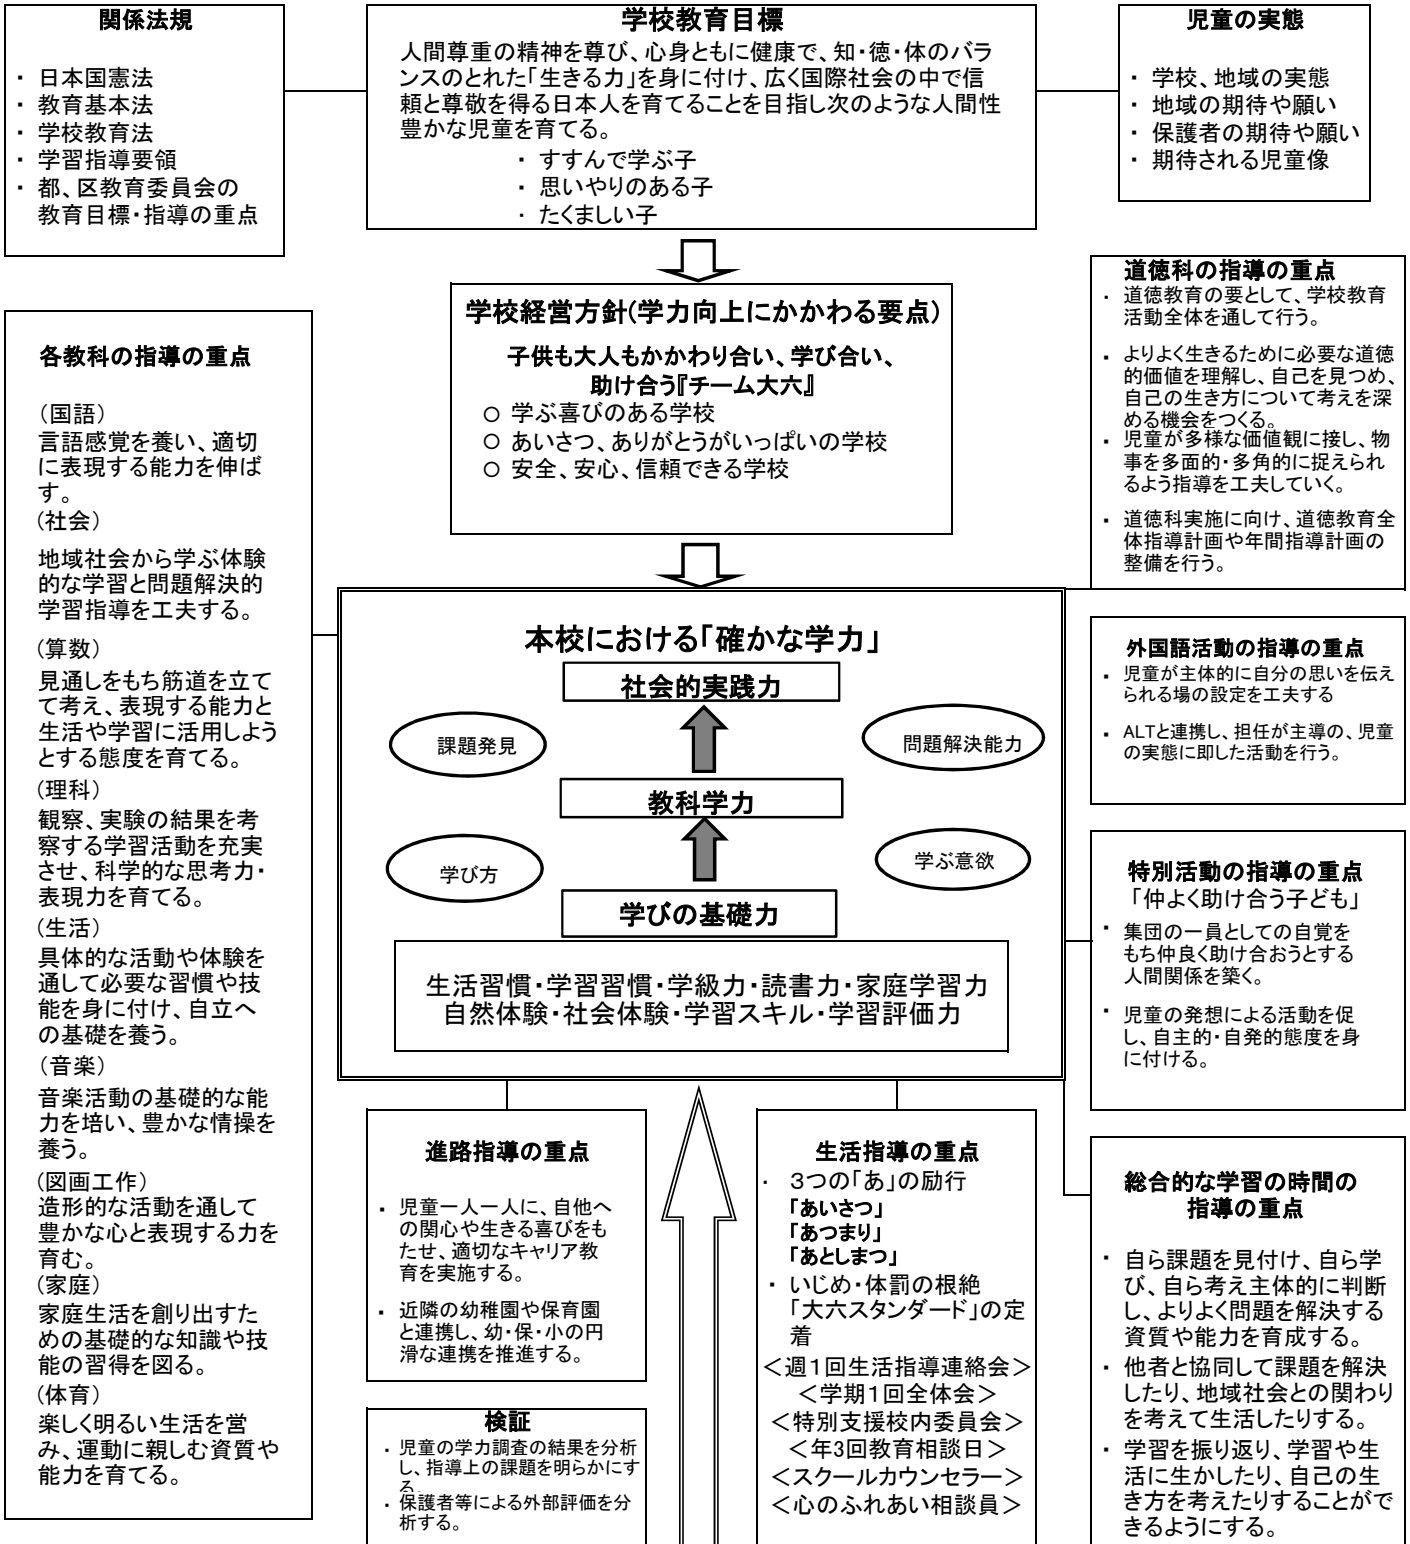 関係法規
・ 日本国憲法
・ 教育基本法
・ 学校教育法
・ 学習指導要領
・ 都、区教育委員会の
教育目標・指導の重点
学校教育目標
人間尊重の精神を尊び、心身ともに健康で、知・徳・体のバラ
ンスのとれた「生きる力」を身に付け、広く国際社会の中で信
頼と尊敬を得る日本人を育てることを目指し次のような人間性
豊かな児童を育てる。
・ すすんで学ぶ子
・ 思いやりのある子
・ たくましい子
児童の実態
・ 学校、地域の実態
・ 地域の期待や願い
・ 保護者の期待や願い
・ 期待される児童像
学校経営方針(学力向上にかかわる要点)
子供も大人もかかわり合い、学び合い、
助け合う『チーム大六』
○ 学ぶ喜びのある学校
○ あいさつ、ありがとうがいっぱいの学校
○ 安全、安心、信頼できる学校
各教科の指導の重点
(国語)
言語感覚を養い、適切
に表現する能力を伸ば
す。
(社会)
地域社会から学ぶ体験
的な学習と問題解決的
学習指導を工夫する。
(算数)
見通しをもち筋道を立て
て考え、表現する能力と
生活や学習に活用しよう
とする態度を育てる。
(理科)
観察、実験の結果を考
察する学習活動を充実
させ、科学的な思考力・
表現力を育てる。
(生活)
具体的な活動や体験を
通して必要な習慣や技
能を身に付け、自立へ
の基礎を養う。
(音楽)
音楽活動の基礎的な能
力を培い、豊かな情操を
養う。
(図画工作)
造形的な活動を通して
豊かな心と表現する力を
育む。
(家庭)
家庭生活を創り出すた
めの基礎的な知識や技
能の習得を図る。
(体育)
楽しく明るい生活を営
み、運動に親しむ資質や
能力を育てる。
本校における「確かな学力」
社会的実践力
課題発見
問題解決能力
教科学力
学び方
学ぶ意欲
学びの基礎力
生活習慣・学習習慣・学級力・読書力・家庭学習力
自然体験・社会体験・学習スキル・学習評価力
道徳科の指導の重点
・ 道徳教育の要として、学校教育
活動全体を通して行う。
・ よりよく生きるために必要な道徳
的価値を理解し、自己を見つめ、
自己の生き方について考えを深
める機会をつくる。
・ 児童が多様な価値観に接し、物
事を多面的・多角的に捉えられ
るよう指導を工夫していく。
・ 道徳科実施に向け、道徳教育全
体指導計画や年間指導計画の
整備を行う。
外国語活動の指導の重点
・ 児童が主体的に自分の思いを伝え
られる場の設定を工夫する
・ ALTと連携し、担任が主導の、児童
の実態に即した活動を行う。
特別活動の指導の重点
「仲よく助け合う子ども」
・ 集団の一員としての自覚を
もち仲良く助け合おうとする
人間関係を築く。
・ 児童の発想による活動を促
し、自主的・自発的態度を身
に付ける。
進路指導の重点
・ 児童一人一人に、自他へ
の関心や生きる喜びをも
たせ、適切なキャリア教
育を実施する。
・ 近隣の幼稚園や保育園
と連携し、幼・保・小の円
滑な連携を推進する。
検証
・ 児童の学力調査の結果を分析
し、指導上の課題を明らかにす
る。
・ 保護者等による外部評価を分
析する。
生活指導の重点
・ 3つの「あ」の励行
「あいさつ」
「あつまり」
「あとしまつ」
・ いじめ・体罰の根絶
「大六スタンダード」の定
着
<週1回生活指導連絡会>
<学期1回全体会>
<特別支援校内委員会>
<年3回教育相談日>
<スクールカウンセラー>
<心のふれあい相談員>
総合的な学習の時間の
指導の重点
・ 自ら課題を見付け、自ら学
び、自ら考え主体的に判断
し、よりよく問題を解決する
資質や能力を育成する。
・ 他者と協同して課題を解決
したり、地域社会との関わり
を考えて生活したりする。
・ 学習を振り返り、学習や生
活に生かしたり、自己の生
き方を考えたりすることがで
きるようにする。